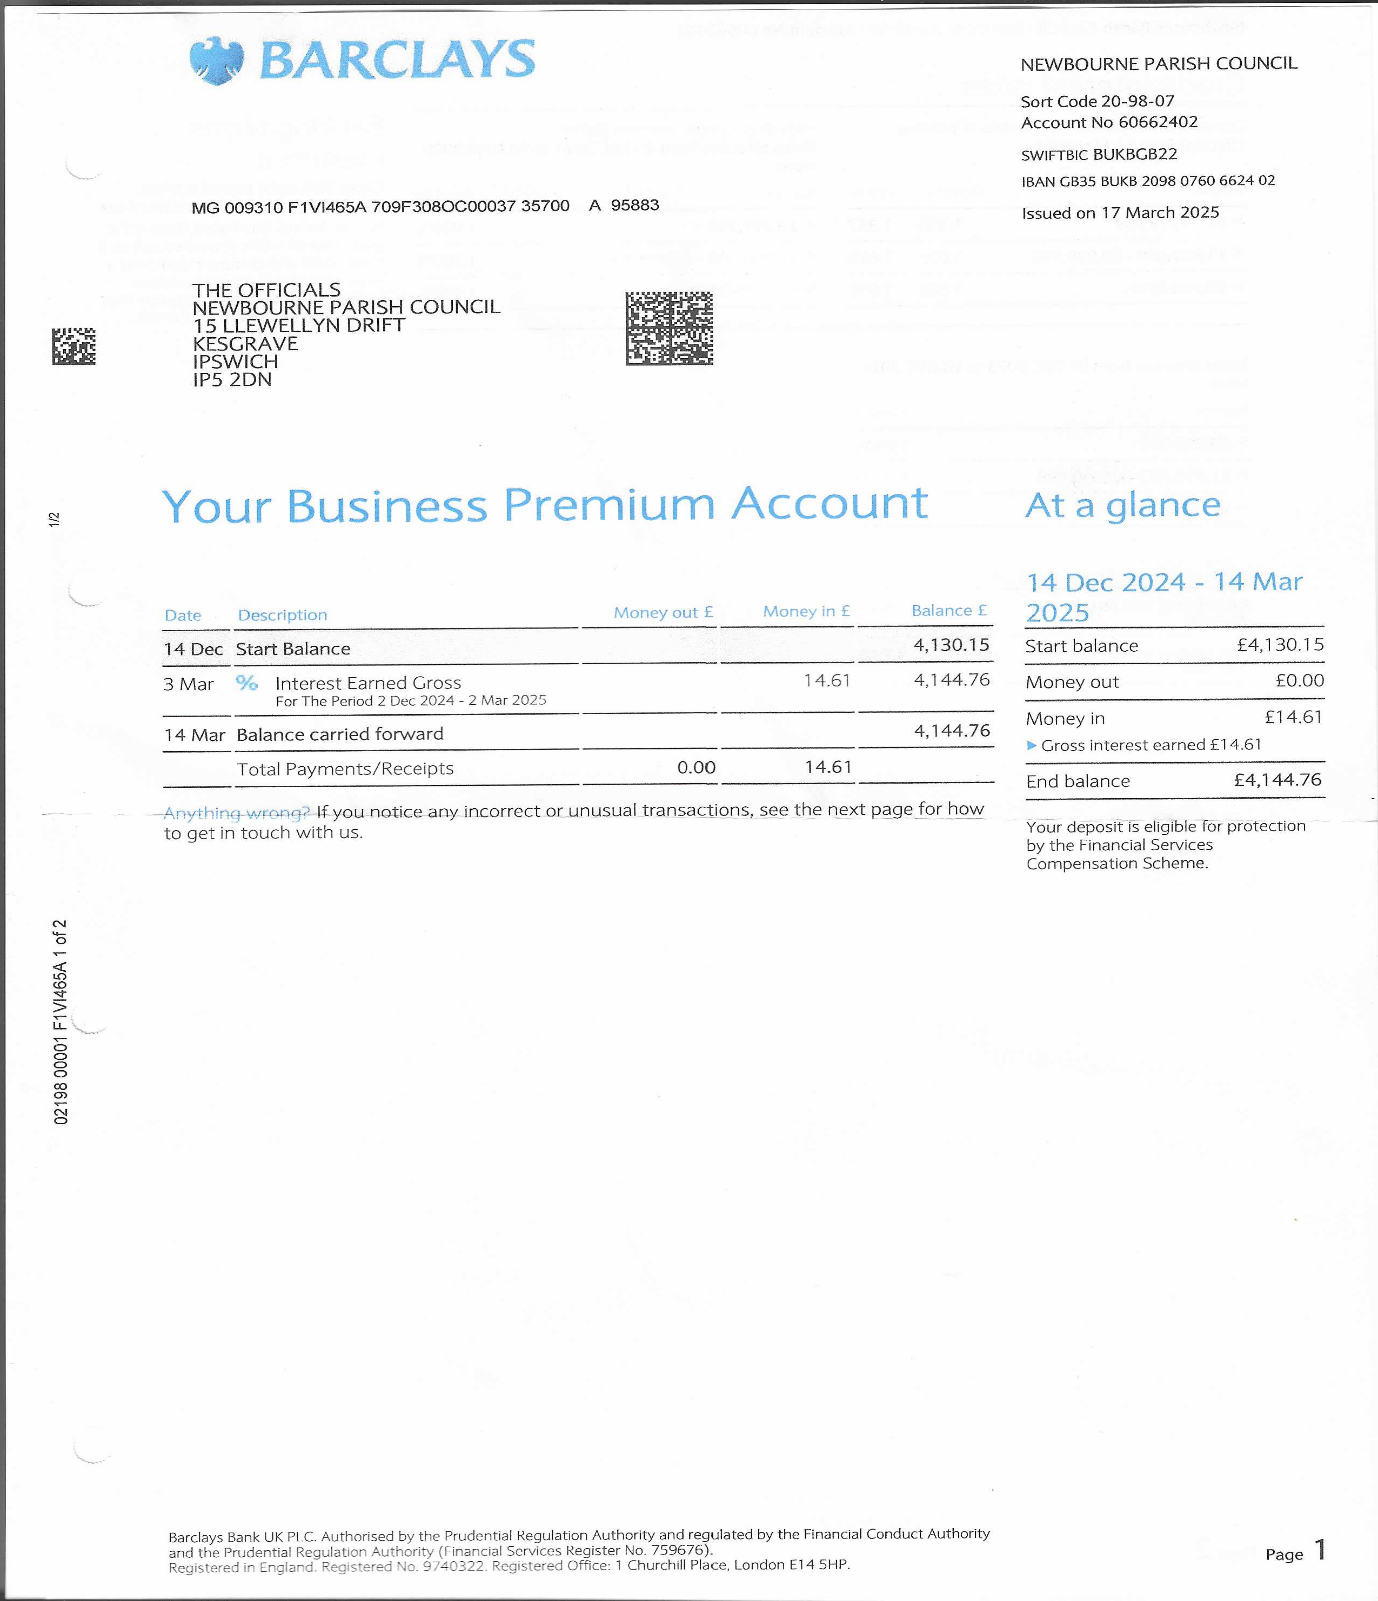 BARCLAYS
NEWBOURNE PARISH COUNCIL
Sort Code 20-98-07
Account No 60662402
SWIFTBIC BUKBGB22
IBAN GB35 BUKB 2098 0760 6624 02
Issued on 17 March 2025
MG 009310 F1VI465A 709F308OC00037 35700 A 95883
THE OFFICIALS
NEWBOURNE PARISH COUNCIL
15 LLEWELLYN DRIFT
KESGRAVE
IPSWICH
IP5 2DN
1/2
Your Business Premium Account
Date Description Money out £ Money in £ Balance £
14 Dec Start Balance 4,130.15
3 Mar % Interest Earned Gross 14.61 4,144.76
For The Period 2 Dec 2024 - 2 Mar 2025
14 Mar Balance carried forward 4,144.76
Total Payments/Receipts 0.00 14.61
Anything wrong? If you notice any incorrect or unusual transactions, see the next page for how
to get in touch with us.
At a glance
14 Dec 2024 - 14 Mar
2025
Start balance £4,130.15
Money out £0.00
Money in £14.61
Gross interest earned £14.61
End balance £4,144.76
Your deposit is eligible for protection
by the Financial Services
Compensation Scheme.
02198 00001 F1VI465A 1 of 2
Barclays Bank UK PLC. Authorised by the Prudential Regulation Authority and regulated by the Financial Conduct Authority
and the Prudential Regulation Authority (Financial Services Register No. 759676).
Registered in England. Registered No. 9740322. Registered Office: 1 Churchill Place, London E14 5HP.
Page 1